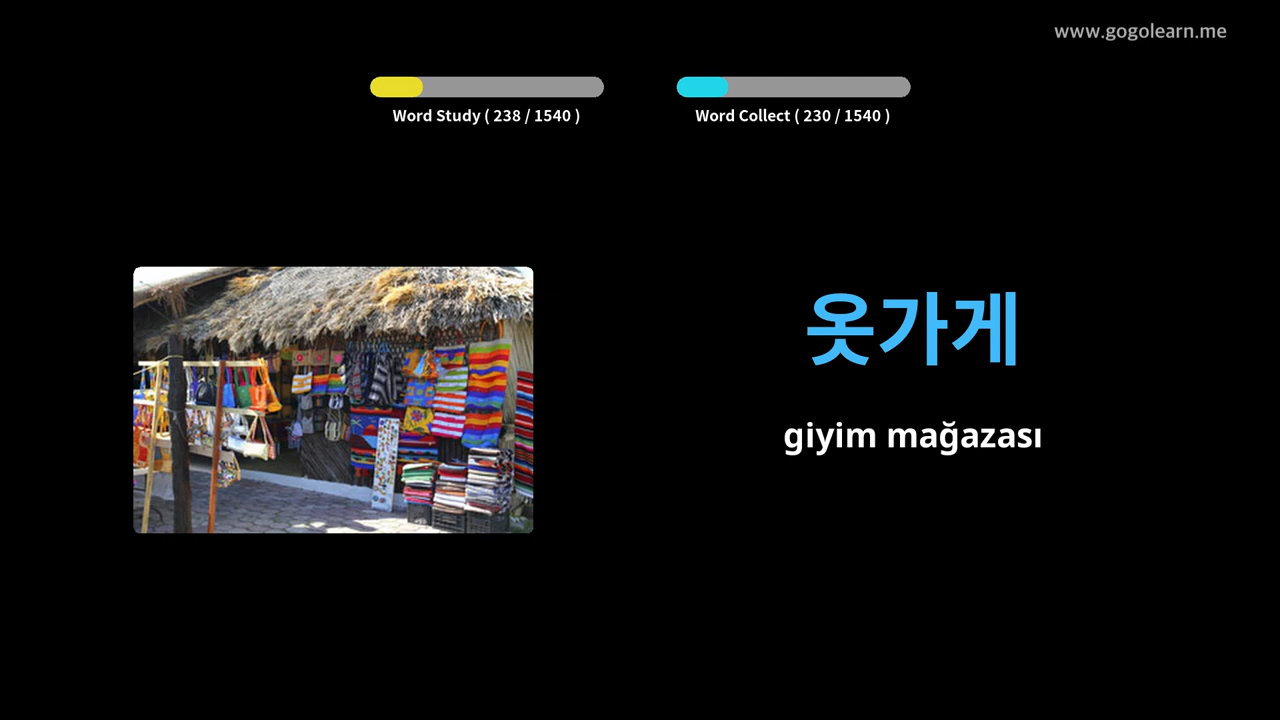 www.gogolearn.me
Word Study ( 238 / 1540 )
Word Collect ( 230 / 1540 )
옷가게
giyim mağazası